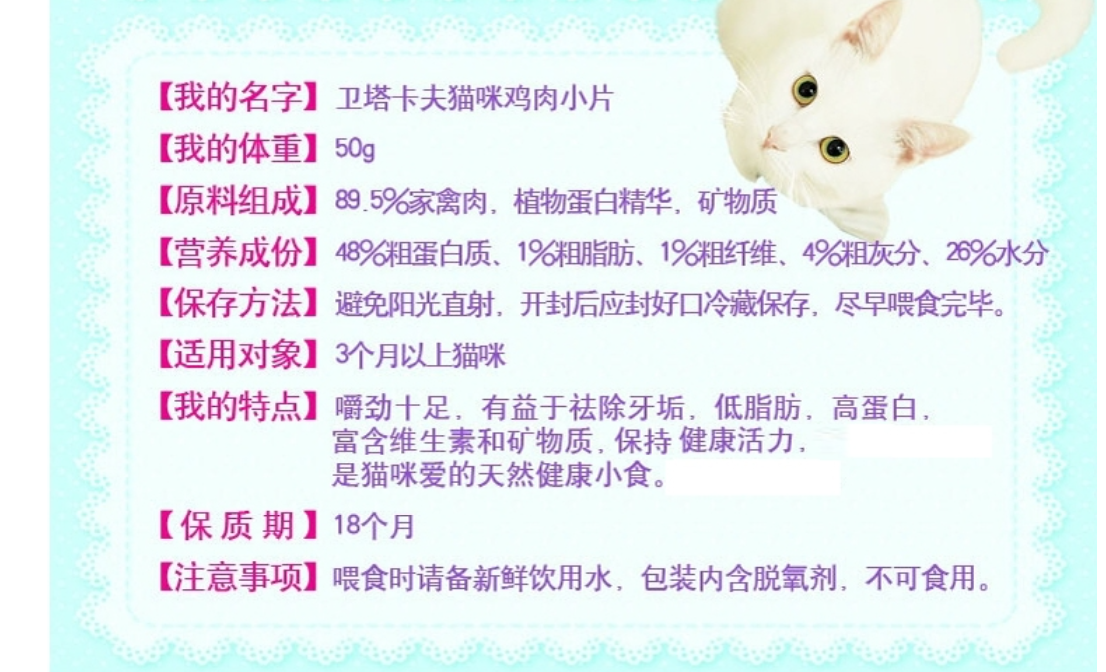 【我的名字】卫塔卡夫猫咪鸡肉小片
【我的体重】50g
【原料组成】89.5%家禽肉，植物蛋白精华，矿物质
【营养成份】48%粗蛋白质、1%粗脂肪、1%粗纤维、4%粗灰分、26%水分
【保存方法】避免阳光直射，开封后应封好口冷藏保存，尽早喂食完毕。
【适用对象】3个月以上猫咪
【我的特点】嚼劲十足，有益于祛除牙垢，低脂肪，高蛋白，
富含维生素和矿物质，保持 健康活力，
是猫咪爱的天然健康小食。
【保质期】18个月
【注意事项】喂食时请备新鲜饮用水，包装内含脱氧剂，不可食用。